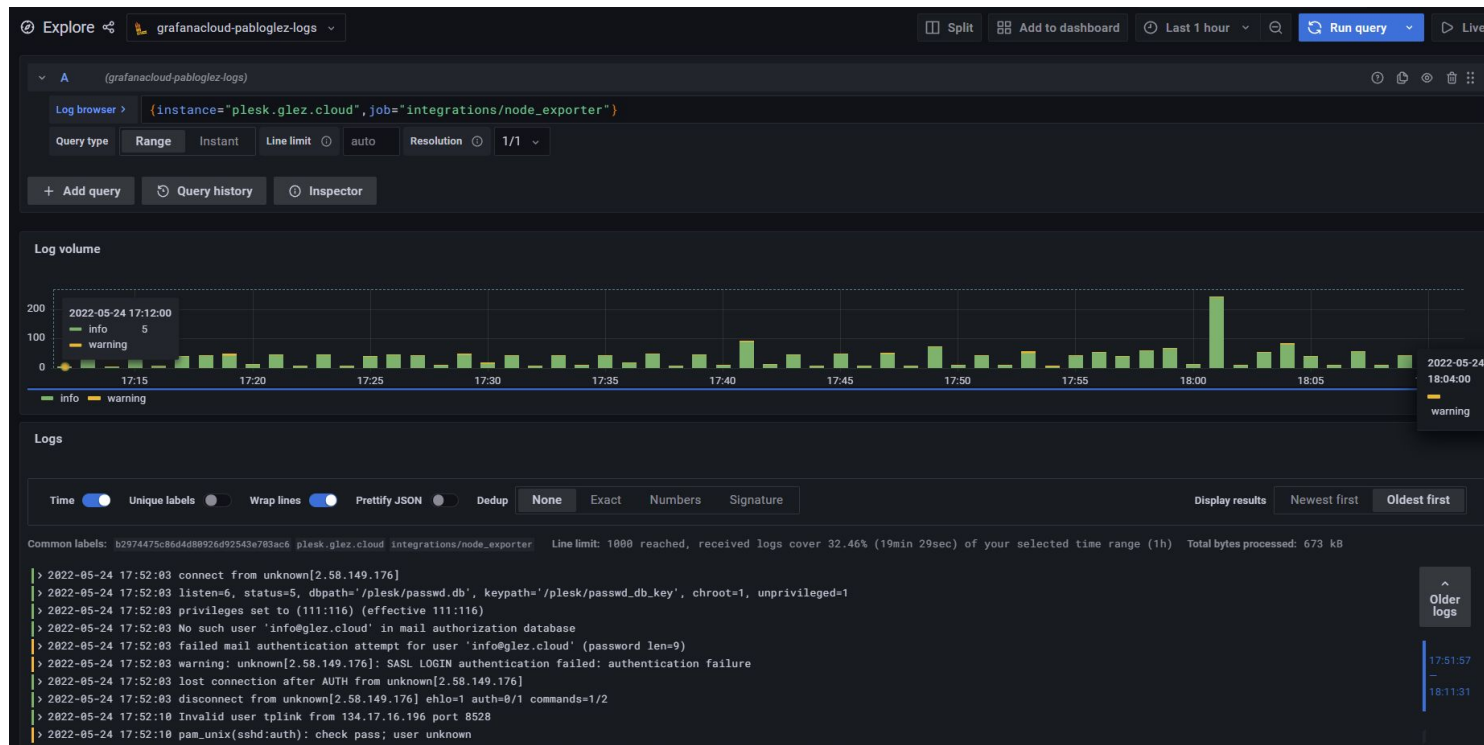 Explore grafanacloud-pabloglez-logs Split Add to dashboard Last 1 hour Run query Live
A (grafanacloud-pabloglez-logs)
Log browser > {instance="plesk.glez.cloud",job="integrations/node_exporter"}
Query type Range Instant Line limit auto Resolution 1/1
+ Add query Query history Inspector
Log volume
200
100
0
2022-05-24 17:12:00
info 5
warning
17:15 17:20 17:25 17:30 17:35 17:40 17:45 17:50 17:55 18:00 18:05
info warning
2022-05-24
18:04:00
warning
Logs
Time Unique labels Wrap lines Prettify JSON Dedup None Exact Numbers Signature Display results Newest first Oldest first
Common labels: b2974475c86d4d80926d92543e703ac6 plesk.glez.cloud integrations/node_exporter Line limit: 1000 reached, received logs cover 32.46% (19min 29sec) of your selected time range (1h) Total bytes processed: 673 kB
> 2022-05-24 17:52:03 connect from unknown[2.58.149.176]
> 2022-05-24 17:52:03 listen=6, status=5, dbpath='/plesk/passwd.db', keypath='/plesk/passwd_db_key', chroot=1, unprivileged=1
> 2022-05-24 17:52:03 privileges set to (111:116) (effective 111:116)
> 2022-05-24 17:52:03 No such user 'info@glez.cloud' in mail authorization database
> 2022-05-24 17:52:03 failed mail authentication attempt for user 'info@glez.cloud' (password len=9)
> 2022-05-24 17:52:03 warning: unknown[2.58.149.176]: SASL LOGIN authentication failed: authentication failure
> 2022-05-24 17:52:03 lost connection after AUTH from unknown[2.58.149.176]
> 2022-05-24 17:52:03 disconnect from unknown[2.58.149.176] ehlo=1 auth=0/1 commands=1/2
> 2022-05-24 17:52:10 Invalid user tplink from 134.17.16.196 port 8528
> 2022-05-24 17:52:10 pam_unix(sshd:auth): check pass; user unknown
Older
logs
17:51:57
—
18:11:31